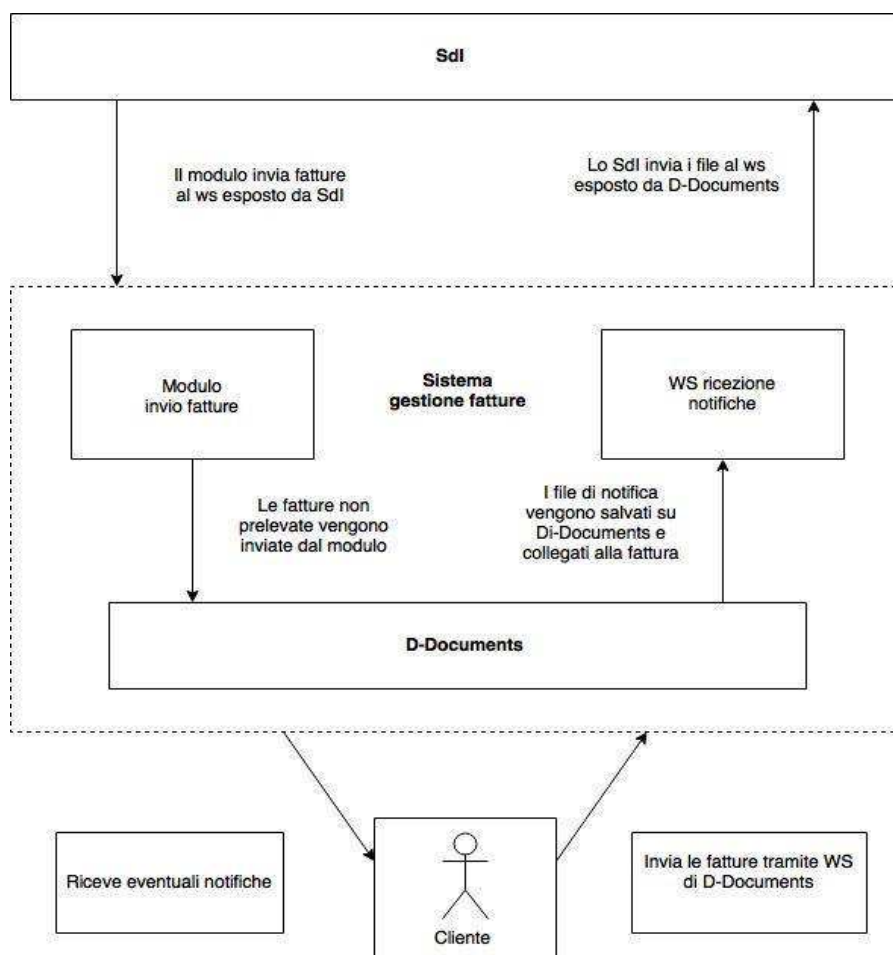 SdI
Il modulo invia fatture
al ws esposto da SdI
Lo SdI invia i file al ws
esposto da D-Documents
Modulo
invio fatture
Sistema
gestione fatture
WS ricezione
notifiche
Le fatture non
prelevate vengono
inviate dal modulo
I file di notifica
vengono salvati su
Di-Documents e
collegati alla fattura
D-Documents
Riceve eventuali notifiche
Cliente
Invia le fatture tramite WS
di D-Documents